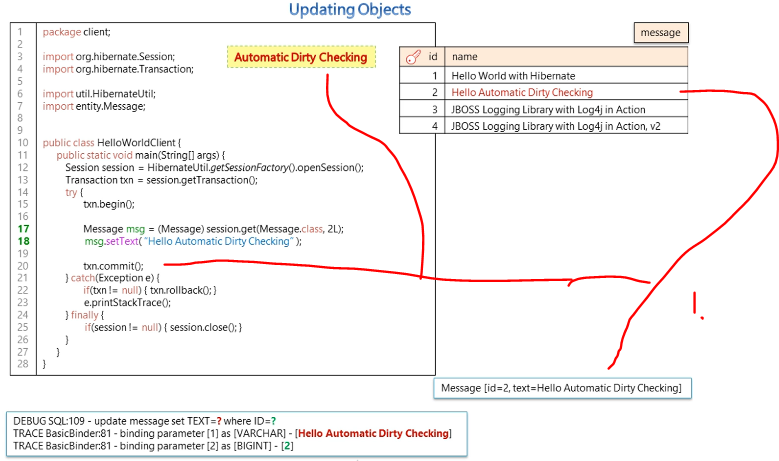 Updating Objects
1 package client;
2
3 import org.hibernate.Session;
4 import org.hibernate.Transaction;
5
6 import util.HibernateUtil;
7 import entity.Message;
8
9
10 public class HelloWorldClient {
11 public static void main(String[] args) {
12 Session session = HibernateUtil.getSessionFactory().openSession();
13 Transaction txn = session.getTransaction();
14 try {
15 txn.begin();
16
17 Message msg = (Message) session.get(Message.class, 2L);
18 msg.setText( "Hello Automatic Dirty Checking" );
19
20 txn.commit();
21 } catch(Exception e) {
22 if(txn != null) { txn.rollback(); }
23 e.printStackTrace();
24 } finally {
25 if(session != null) { session.close(); }
26 }
27 }
28 }
Automatic Dirty Checking
message
id name
1 Hello World with Hibernate
2 Hello Automatic Dirty Checking
3 JBOSS Logging Library with Log4j in Action
4 JBOSS Logging Library with Log4j in Action, v2
1.
Message [id=2, text=Hello Automatic Dirty Checking]
DEBUG SQL:109 - update message set TEXT=? where ID=?
TRACE BasicBinder:81 - binding parameter [1] as [VARCHAR] - [Hello Automatic Dirty Checking]
TRACE BasicBinder:81 - binding parameter [2] as [BIGINT] - [2]